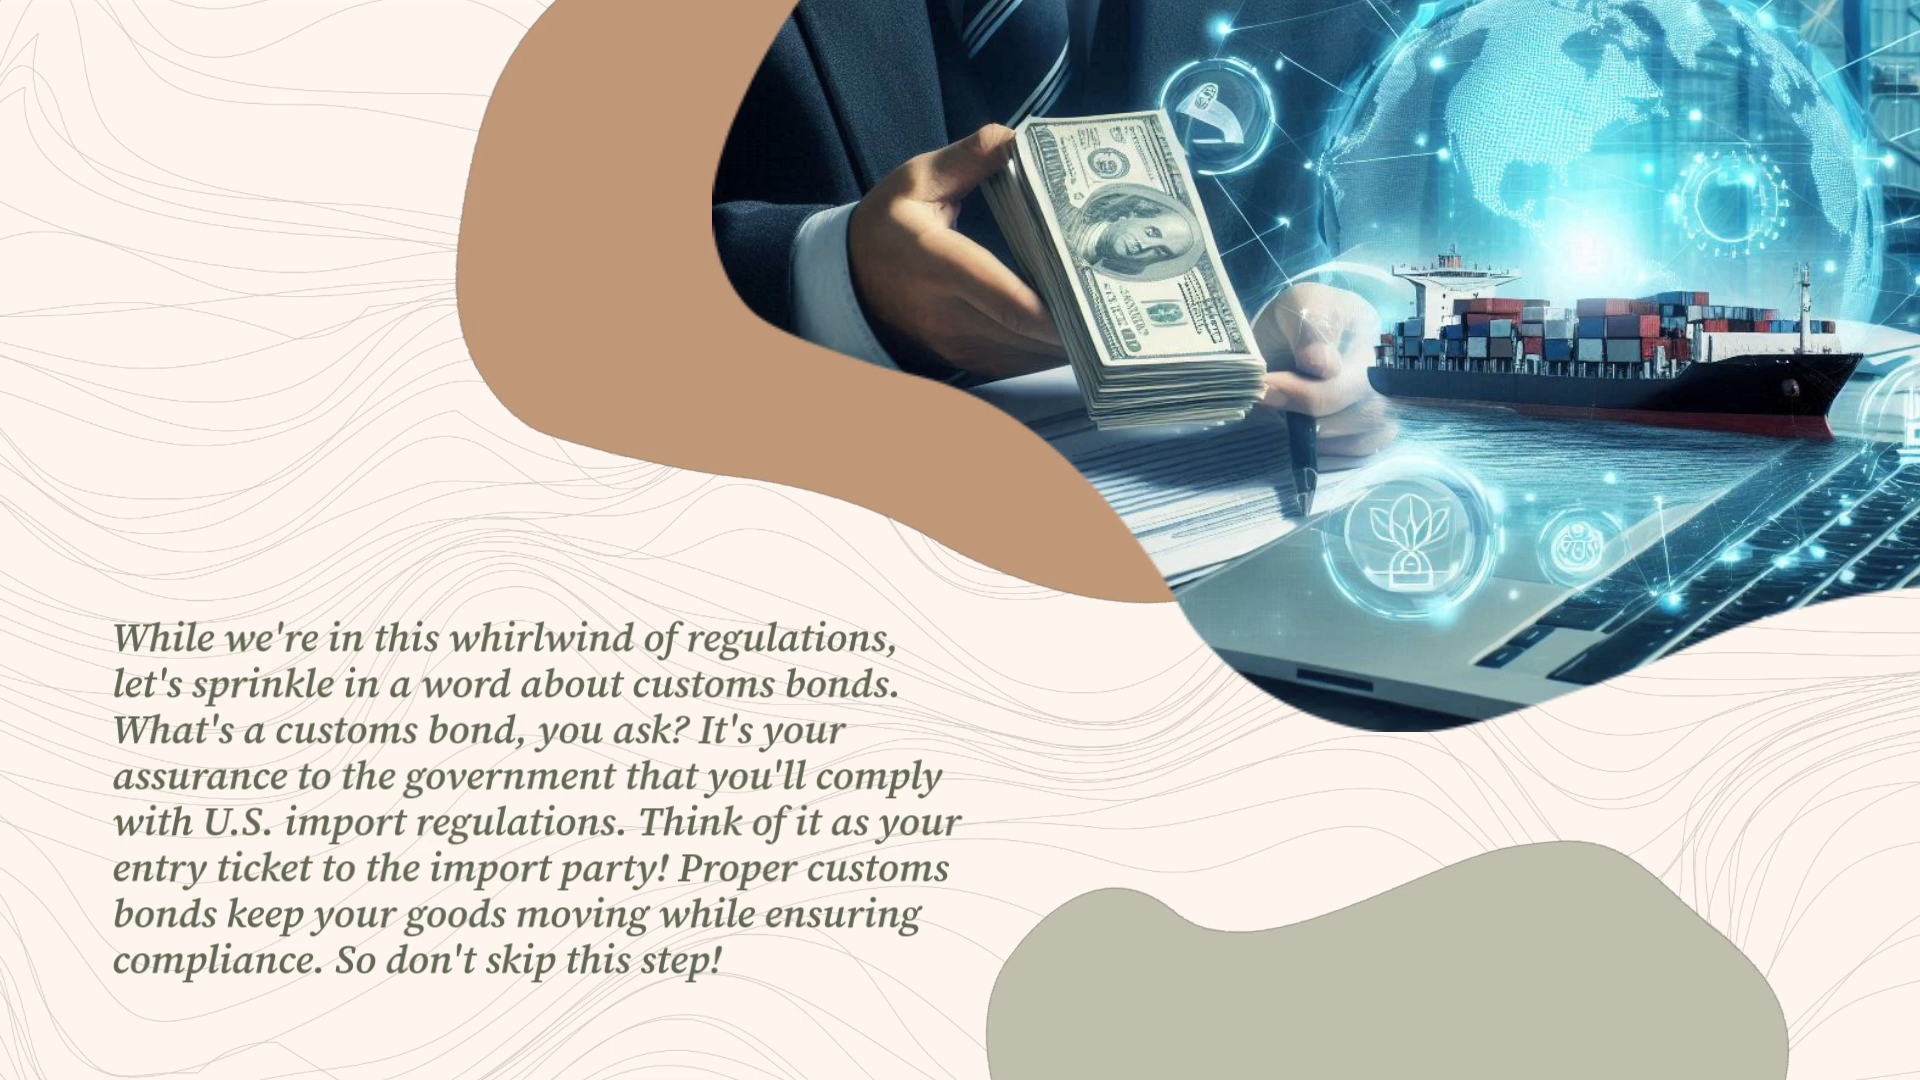 While we're in this whirlwind of regulations,
let's sprinkle in a word about customs bonds.
What's a customs bond, you ask? It's your
assurance to the government that you'll comply
with U.S. import regulations. Think of it as your
entry ticket to the import party! Proper customs
bonds keep your goods moving while ensuring
compliance. So don't skip this step!